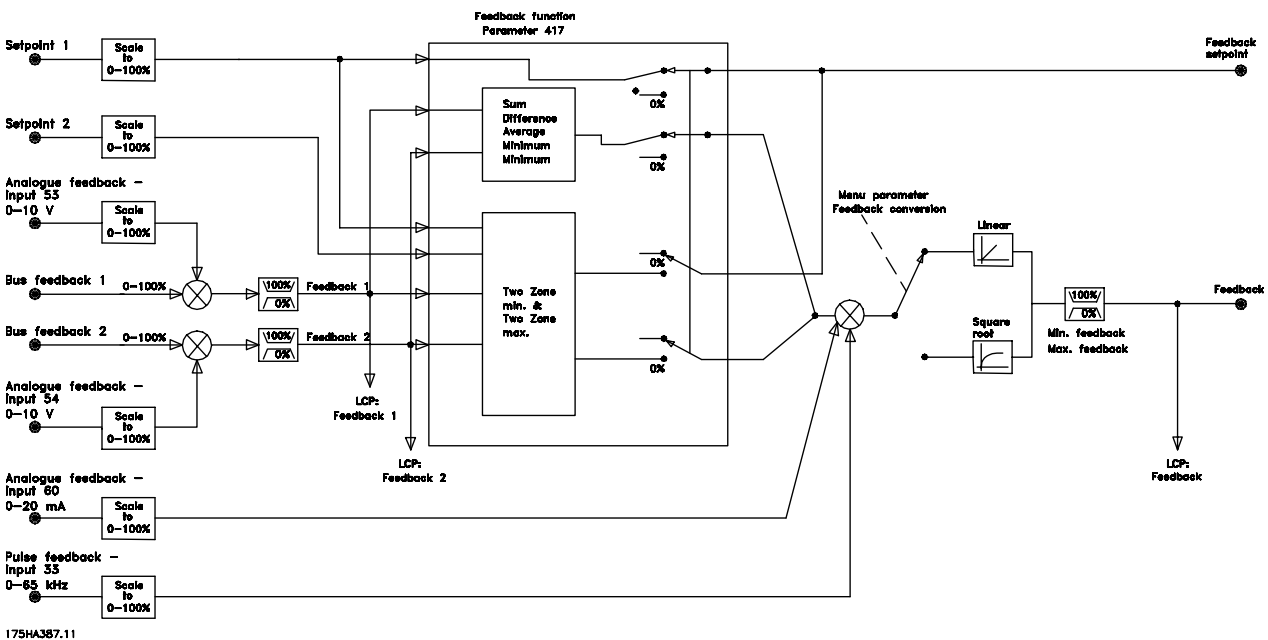 Feedback function
Parameter 417
Setpoint 1
Scale
to
0-100%
Feedback
setpoint
Setpoint 2
Scale
to
0-100%
Sum
Difference
Average
Minimum
Minimum
0%
0%
Analogue feedback -
input 53
0-10 V
Scale
to
0-100%
Menu parameter
Feedback conversion
Linear
Bus feedback 1
0-100%
100%
0%
Feedback 1
Two Zone
min. &
Two Zone
max.
0%
0%
Bus feedback 2
0-100%
100%
0%
Feedback 2
Square
root
100%
0%
Min. feedback
Max. feedback
Feedback
Analogue feedback -
input 54
0-10 V
Scale
to
0-100%
LCP:
Feedback 1
LCP:
Feedback 2
LCP:
Feedback
Analogue feedback -
input 60
0-20 mA
Scale
to
0-100%
Pulse feedback -
input 33
0-65 kHz
Scale
to
0-100%
175HA387.11